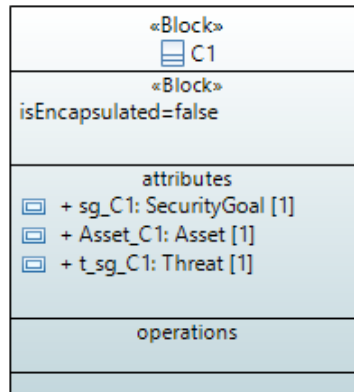 «Block»
C1
«Block»
isEncapsulated=false
attributes
+ sg_C1: SecurityGoal [1]
+ Asset_C1: Asset [1]
+ t_sg_C1: Threat [1]
operations